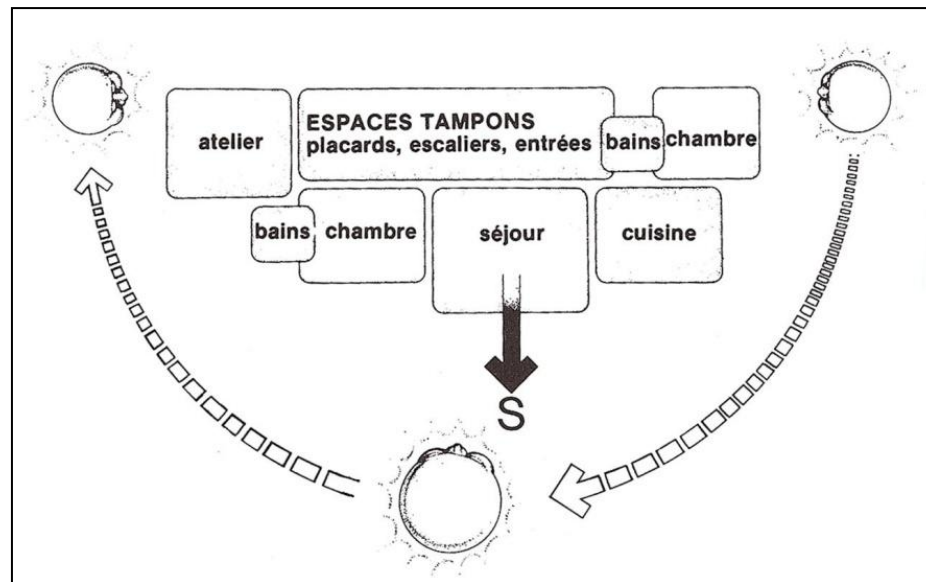 ESPACES TAMPONS
placards, escaliers, entrées
atelier
bains
chambre
bains
chambre
séjour
cuisine
S